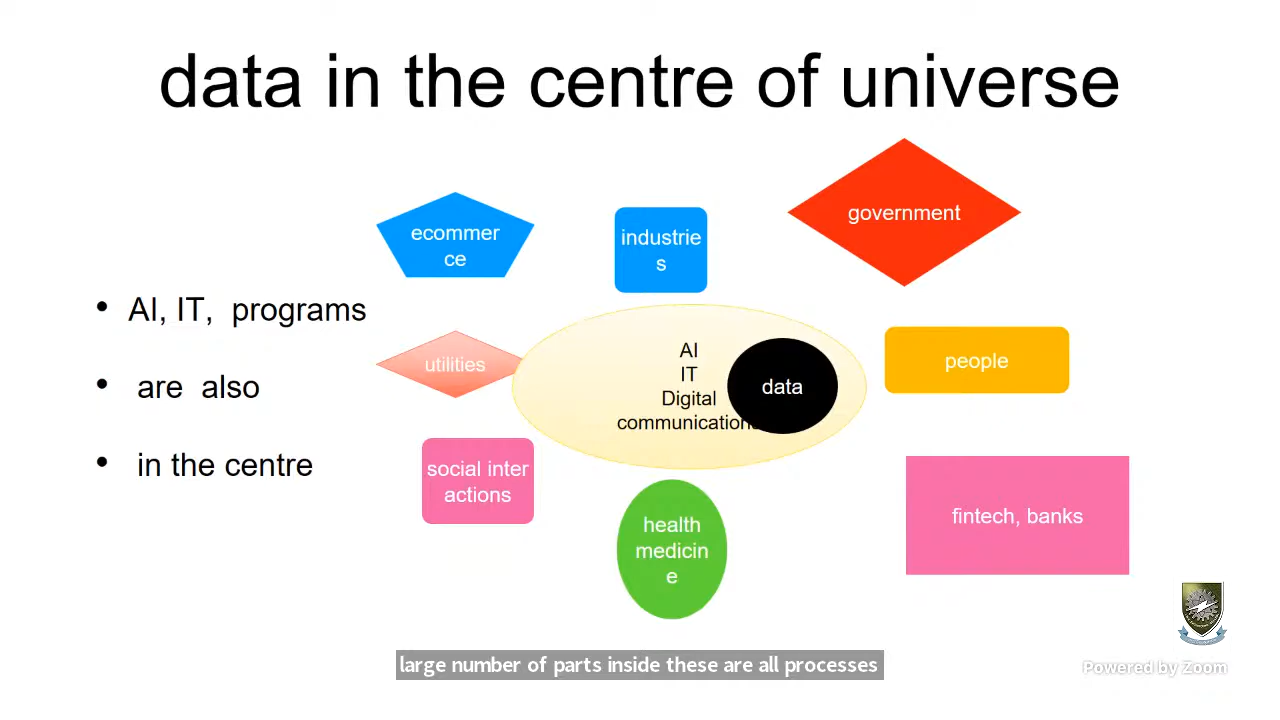 data in the centre of universe
government
ecommer
ce
industrie
s
AI, IT, programs
are also
in the centre
utilities
AI
IT
Digital
communication
data
people
social inter
actions
health
medicin
e
fintech, banks
large number of parts inside these are all processes
Powered by Zoom